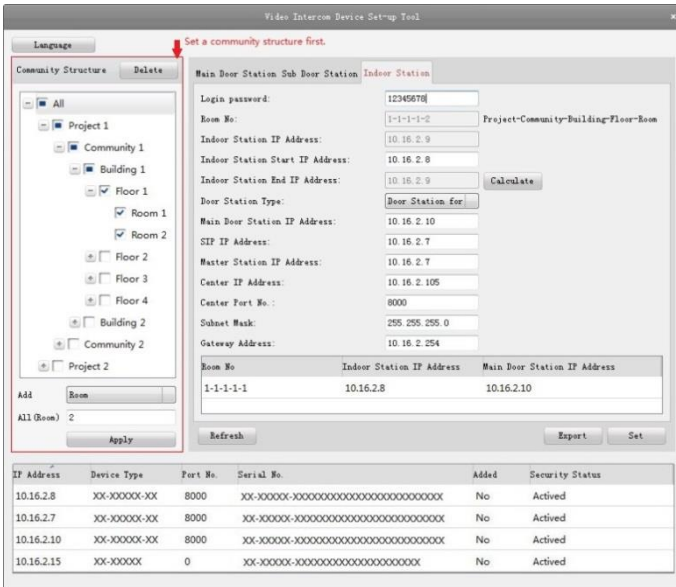 Video Intercom Device Set-up Tool
Language
Set a community structure first.
Community Structure Delete
Main Door Station Sub Door Station Indoor Station
All
Project 1
Community 1
Building 1
Floor 1
Room 1
Room 2
Floor 2
Floor 3
Floor 4
Building 2
Community 2
Project 2
Add Room
All(Room) 2
Apply
Login password: 12345678
Room No: 1-1-1-1-2 Project-Community-Building-Floor-Room
Indoor Station IP Address: 10.16.2.9
Indoor Station Start IP Address: 10.16.2.8
Indoor Station End IP Address: 10.16.2.9 Calculate
Door Station Type: Door Station for
Main Door Station IP Address: 10.16.2.10
SIP IP Address: 10.16.2.7
Master Station IP Address: 10.16.2.7
Center IP Address: 10.16.2.105
Center Port No.: 8000
Subnet Mask: 255.255.255.0
Gateway Address: 10.16.2.254
Room No Indoor Station IP Address Main Door Station IP Address
1-1-1-1-1 10.16.2.8 10.16.2.10
Refresh Export Set
IP Address Device Type Port No. Serial No. Added Security Status
10.16.2.8 XX-XXXXX-XX 8000 XX-XXXXX-XXXXXXXXXXXXXXXXXXXXXXXX No Actived
10.16.2.7 XX-XXXXX-XX 8000 XX-XXXXX-XXXXXXXXXXXXXXXXXXXXXXXX No Actived
10.16.2.10 XX-XXXXX-XX 8000 XX-XXXXX-XXXXXXXXXXXXXXXXXXXXXXXX No Actived
10.16.2.15 XX-XXXXX 0 XX-XXXXX-XXXXXXXXXXXXXXXXXXXX No Actived